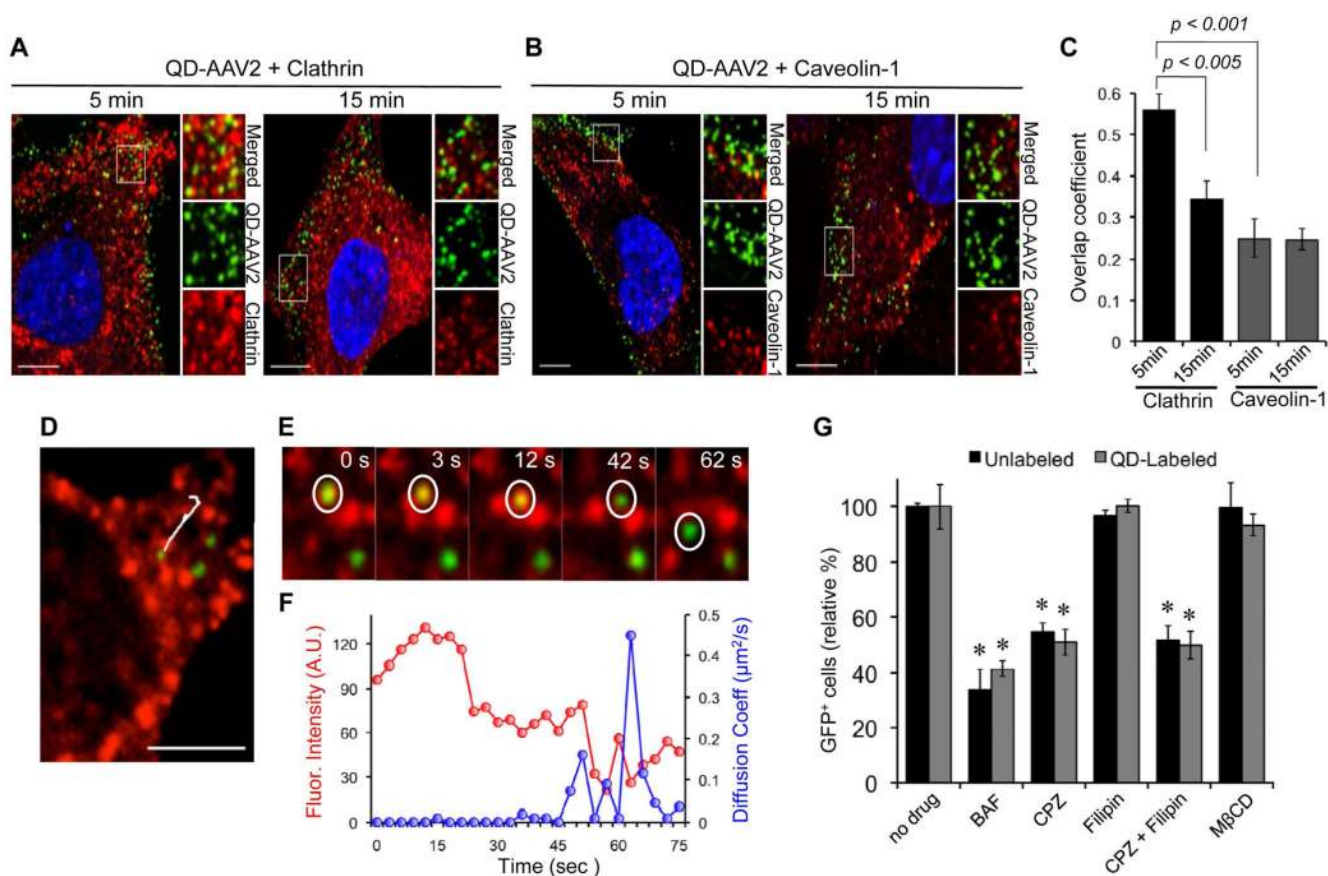 A
QD-AAV2 + Clathrin
5 min
15 min
Merged
QD-AAV2
Clathrin
Merged
QD-AAV2
Clathrin
B
QD-AAV2 + Caveolin-1
5 min
15 min
Merged
QD-AAV2
Caveolin-1
Merged
QD-AAV2
Caveolin-1
C
p < 0.001
p < 0.005
Overlap coefficient
0.6
0.5
0.4
0.3
0.2
0.1
0
5min
15min
5min
15min
Clathrin
Caveolin-1
D
E
0 s
3 s
12 s
42 s
62 s
F
Fluor. Intensity (A.U.)
120
90
60
30
0
0.5
0.4
0.3
0.2
0.1
0
Diffusion Coeff (μm²/s)
0
15
30
45
60
75
Time (sec )
G
Unlabeled
QD-Labeled
GFP⁺ cells (relative %)
100
80
60
40
20
0
* *
* *
* *
no drug
BAF
CPZ
Filipin
CPZ + Filipin
MβCD